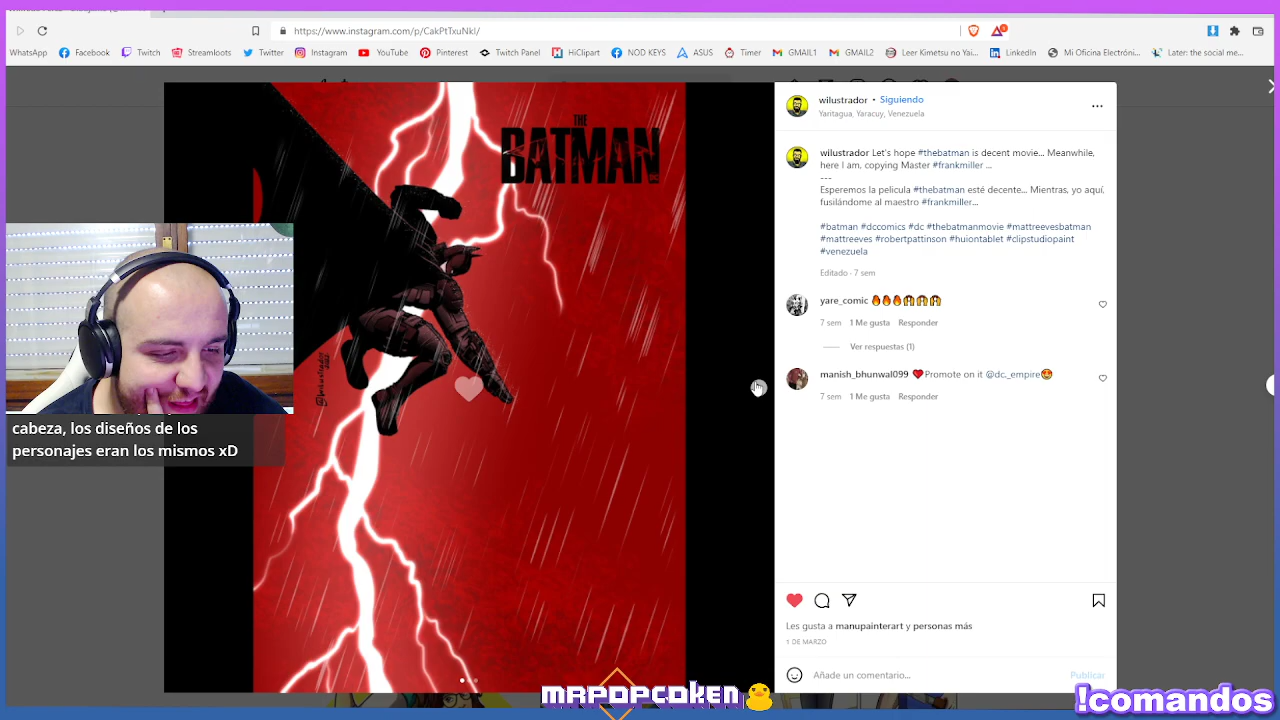 https://www.instagram.com/p/CakPtTxuNkI/
WhatsApp
Facebook
Twitch
Streamloots
Twitter
Instagram
YouTube
Pinterest
Twitch Panel
HiClipart
NOD KEYS
ASUS
Timer
GMAIL1
GMAIL2
Leer Kimetsu no Yai...
LinkedIn
Mi Oficina Electróni...
Later: the social me...
THE
BATMAN
wilustrador • Siguiendo
Yaritagua, Yaracuy, Venezuela
wilustrador Let's hope #thebatman is decent movie... Meanwhile,
here I am. copying Master #frankmiller ...
---
Esperemos la pelicula #thebatman esté decente... Mientras, yo aquí,
fusilándome al maestro #frankmiller...
#batman #dccomics #dc #thebatmanmovie #mattreevesbatman
#mattreeves #robertpattinson #huiontablet #clipstudiopaint
#venezuela
Editado · 7 sem
yare_comic 🔥🔥🔥😱😱😱
7 sem 1 Me gusta Responder
Ver respuestas (1)
manish_bhunwal099 ❤️Promote on it @dc._empire😍
7 sem 1 Me gusta Responder
cabeza, los diseños de los
personajes eran los mismos xD
Les gusta a manupainterart y personas más
1 DE MARZO
Añade un comentario...
Publicar
MRPOPCOKEN
!comandos